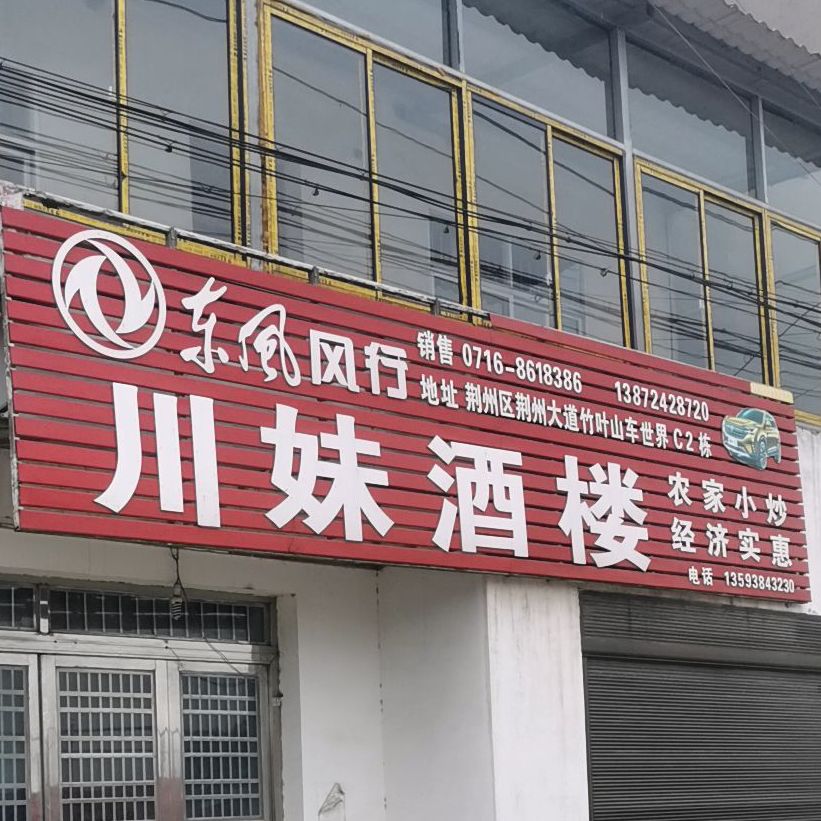 东风风行
销售 0716-8618386 13872428720
地址 荆州区荆州大道竹叶山车世界C2栋
川妹酒楼
农家小炒
经济实惠
电话 13593843230